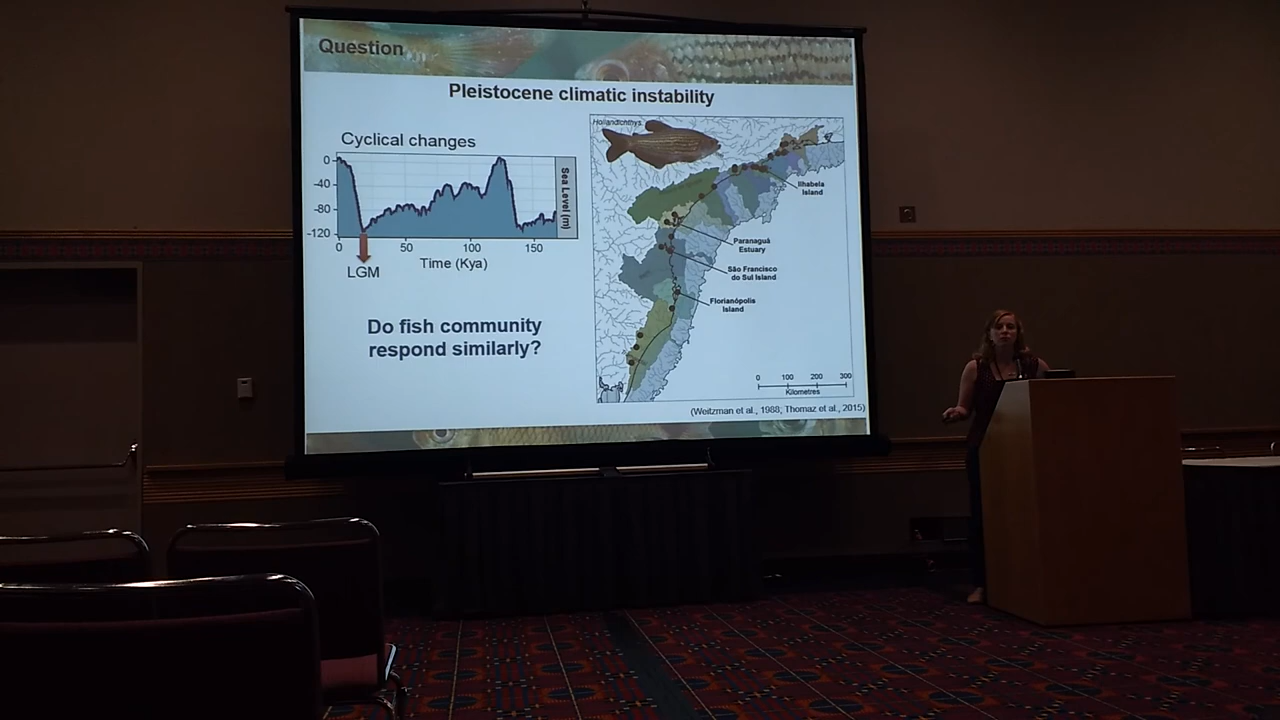 Question
Pleistocene climatic instability
Cyclical changes
0
-40
-80
-120
Sea Level (m)
0 50 100 150
Time (Kya)
LGM
Do fish community
respond similarly?
Hollandichthys
Ilhabela
Island
Paranaguá
Estuary
São Francisco
do Sul Island
Florianópolis
Island
0 100 200 300
Kilometres
(Weitzman et al., 1988; Thomaz et al., 2015)